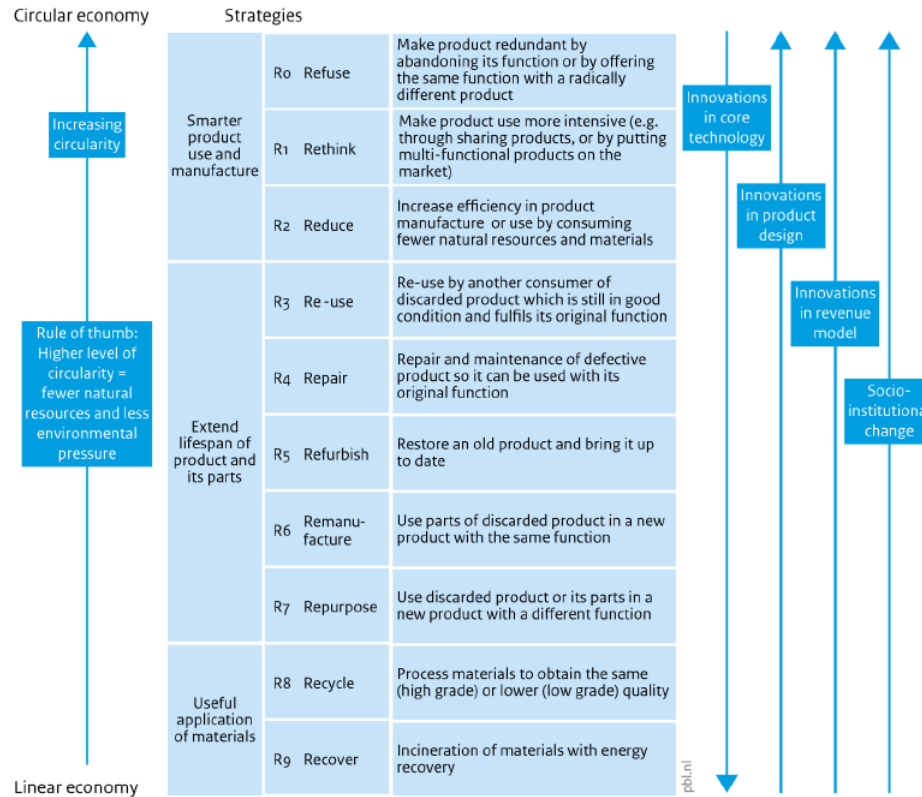 Circular economy
Strategies
Increasing
circularity
Rule of thumb:
Higher level of
circularity =
fewer natural
resources and less
environmental
pressure
Linear economy
Smarter
product
use and
manufacture
R0 Refuse
Make product redundant by
abandoning its function or by offering
the same function with a radically
different product
R1 Rethink
Make product use more intensive (e.g.
through sharing products, or by putting
multi-functional products on the
market)
R2 Reduce
Increase efficiency in product
manufacture or use by consuming
fewer natural resources and materials
Extend
lifespan of
product and
its parts
R3 Re-use
Re-use by another consumer of
discarded product which is still in good
condition and fulfils its original function
R4 Repair
Repair and maintenance of defective
product so it can be used with its
original function
R5 Refurbish
Restore an old product and bring it up
to date
R6 Remanu-
facture
Use parts of discarded product in a new
product with the same function
R7 Repurpose
Use discarded product or its parts in a
new product with a different function
Useful
application
of materials
R8 Recycle
Process materials to obtain the same
(high grade) or lower (low grade) quality
R9 Recover
Incineration of materials with energy
recovery
pbl.nl
Innovations
in core
technology
Innovations
in product
design
Innovations
in revenue
model
Socio-
institutional
change